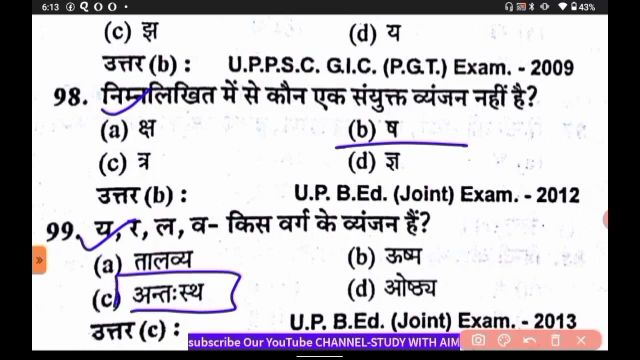 6:13
43%
(c) झ (d) य
उत्तर (b) : U.P.P.S.C. G.I.C. (P.G.T.) Exam. - 2009
98. निम्नलिखित में से कौन एक संयुक्त व्यंजन नहीं है?
(a) क्ष (b) ष
(c) त्र (d) ज्ञ
उत्तर (b) : U.P. B.Ed. (Joint) Exam. - 2012
99. य, र, ल, व- किस वर्ग के व्यंजन हैं?
(a) तालव्य (b) ऊष्म
(c) अन्तःस्थ (d) ओष्ठ्य
उत्तर (c) : U.P. B.Ed. (Joint) Exam. - 2013
subscribe Our YouTube CHANNEL-STUDY WITH AIM